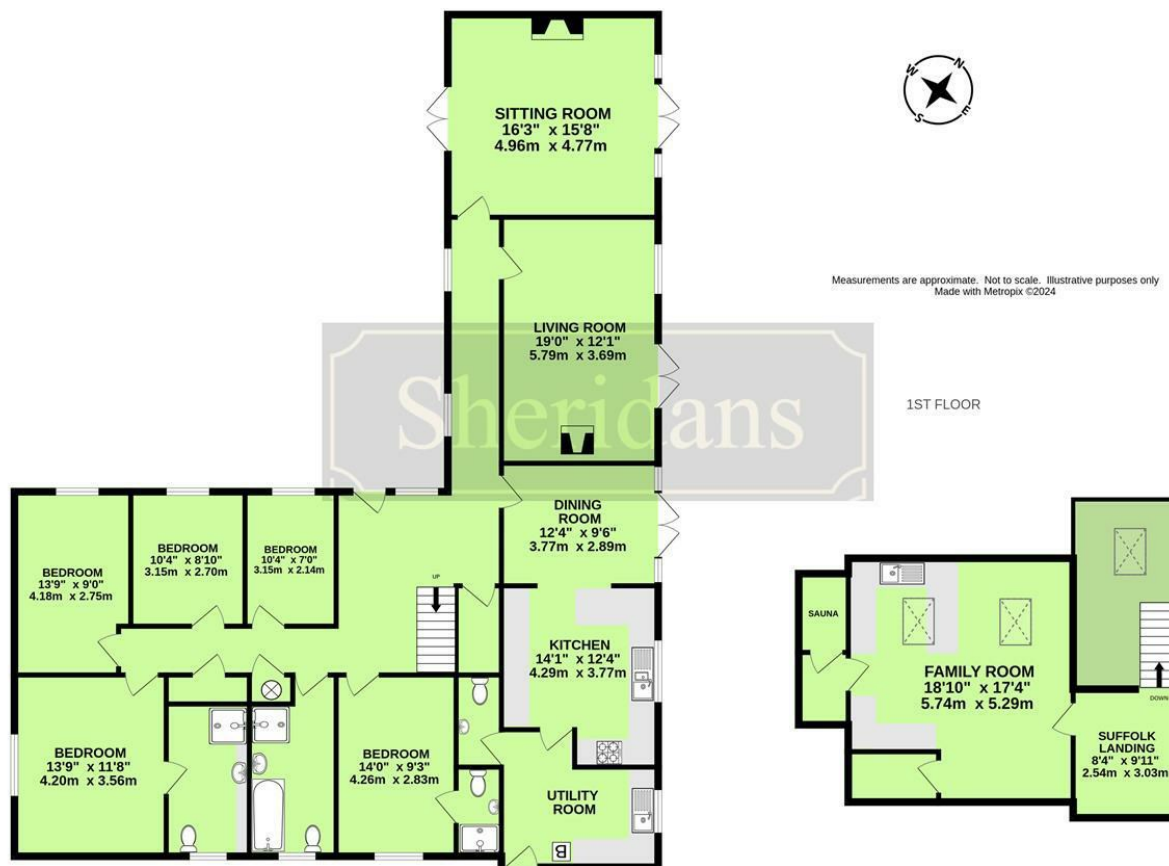 SITTING ROOM
16'3" x 15'8"
4.96m x 4.77m
N
W
E
S
Measurements are approximate. Not to scale. Illustrative purposes only
Made with Metropix ©2024
LIVING ROOM
19'0" x 12'1"
5.79m x 3.69m
Sheridans
1ST FLOOR
DINING
ROOM
12'4" x 9'6"
3.77m x 2.89m
BEDROOM
13'9" x 9'0"
4.18m x 2.75m
BEDROOM
10'4" x 8'10"
3.15m x 2.70m
BEDROOM
10'4" x 7'0"
3.15m x 2.14m
UP
KITCHEN
14'1" x 12'4"
4.29m x 3.77m
BEDROOM
13'9" x 11'8"
4.20m x 3.56m
BEDROOM
14'0" x 9'3"
4.26m x 2.83m
UTILITY
ROOM
B
SAUNA
FAMILY ROOM
18'10" x 17'4"
5.74m x 5.29m
DOWN
SUFFOLK
LANDING
8'4" x 9'11"
2.54m x 3.03m